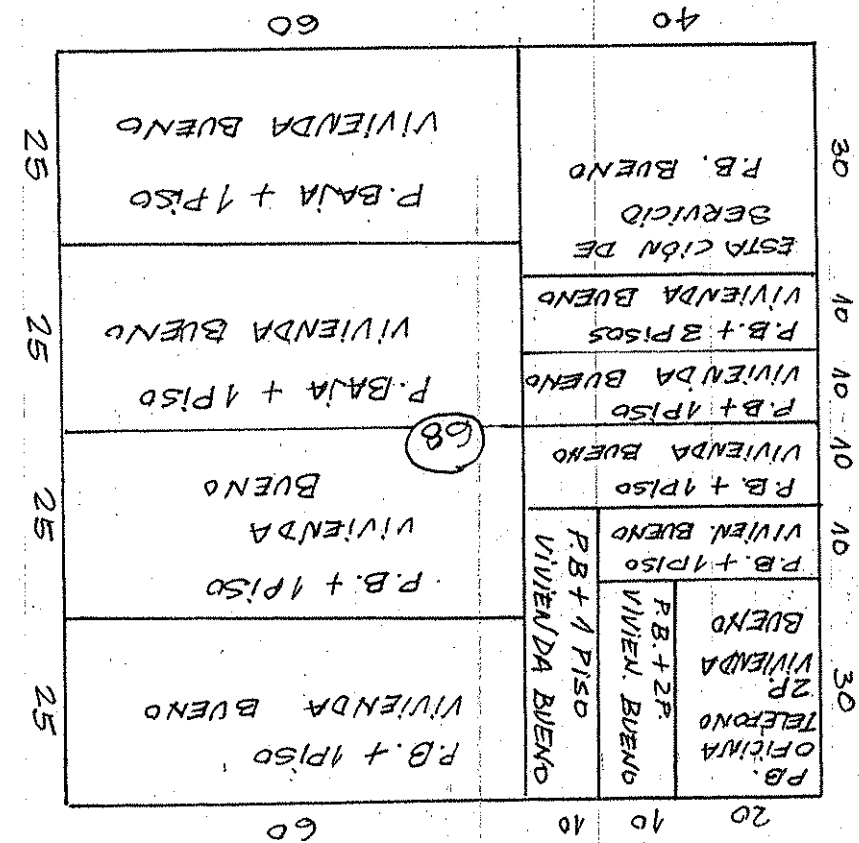 20
10
10
60
30
P.B.
OFICINA
TELEFONO
2P.
VIVIENDA
BUENO
P.B.+2P.
VIVIEN. BUENO
P.B + 1 PISO
VIVIENDA BUENO
P.B. + 1PISO
VIVIENDA BUENO
25
10
P.B. + 1PISO
VIVIEN. BUENO
10
P.B. + 1PISO
VIVIENDA BUENO
P.B. + 1PISO
VIVIENDA
BUENO
25
89
10
P.B. + 1PISO
VIVIENDA BUENO
10
P.B. + 3 PISOS
VIVIENDA BUENO
P. BAJA + 1PISO
VIVIENDA BUENO
25
30
ESTACIÓN DE
SERVICIO
P.B. BUENO
P. BAJA + 1PISO
VIVIENDA BUENO
25
40
60